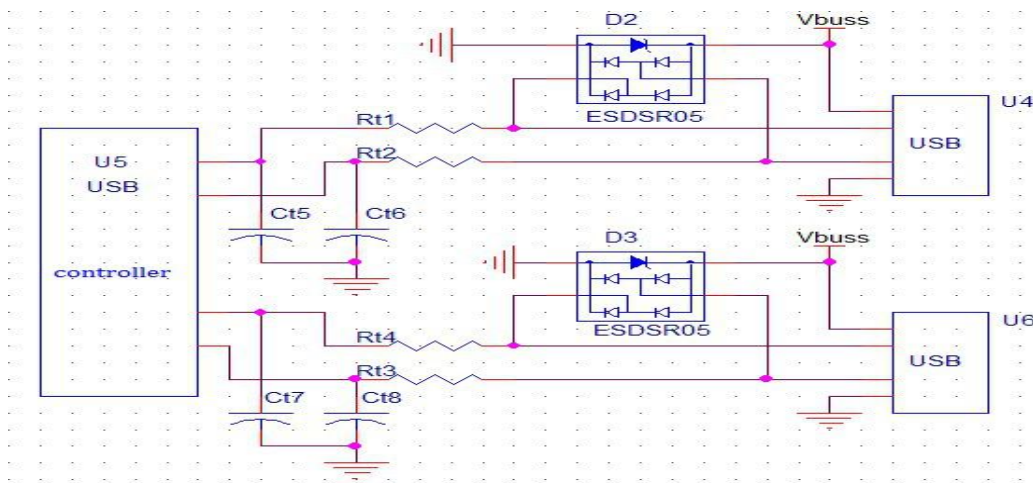 D2
Vbuss
U4
ESDSR05
Rt1
USB
U5
USB
Rt2
Ct5
Ct6
D3
Vbuss
controller
U6
ESDSR05
Rt4
USB
Rt3
Ct7
Ct8